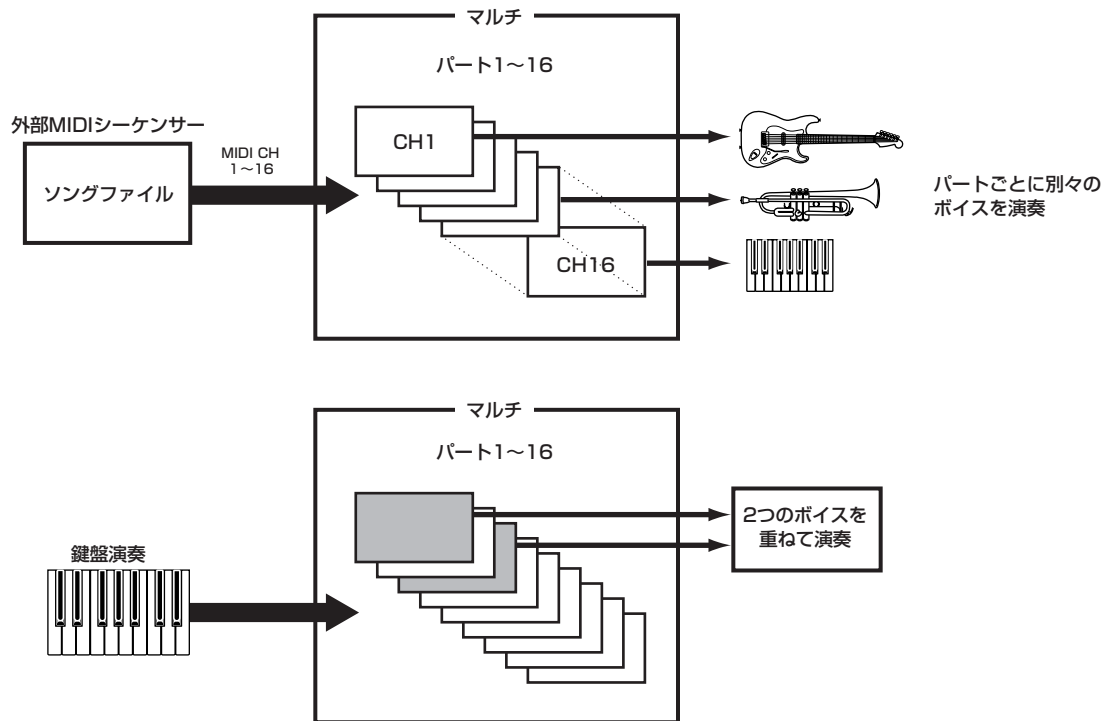 マルチ
パート1〜16
外部MIDIシーケンサー
ソングファイル
MIDI CH
1〜16
CH1
CH16
パートごとに別々の
ボイスを演奏
マルチ
パート1〜16
鍵盤演奏
2つのボイスを
重ねて演奏